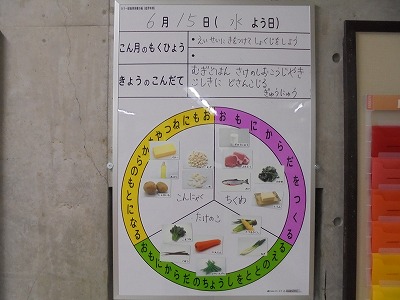 6月15日(水よう日)
こん月のもくひょう
・えいせいにきをつけてしょくじをしよう
・
きょうのこんだて
むぎごはん さけのしおこうじやき
ごしきに どさんこじる
ぎゅうにゅう
おもにからだをつくる
おもにねつやちからのもとになる
おもにからだのちょうしをととのえる
こんにゃく
ちくわ
たけのこ